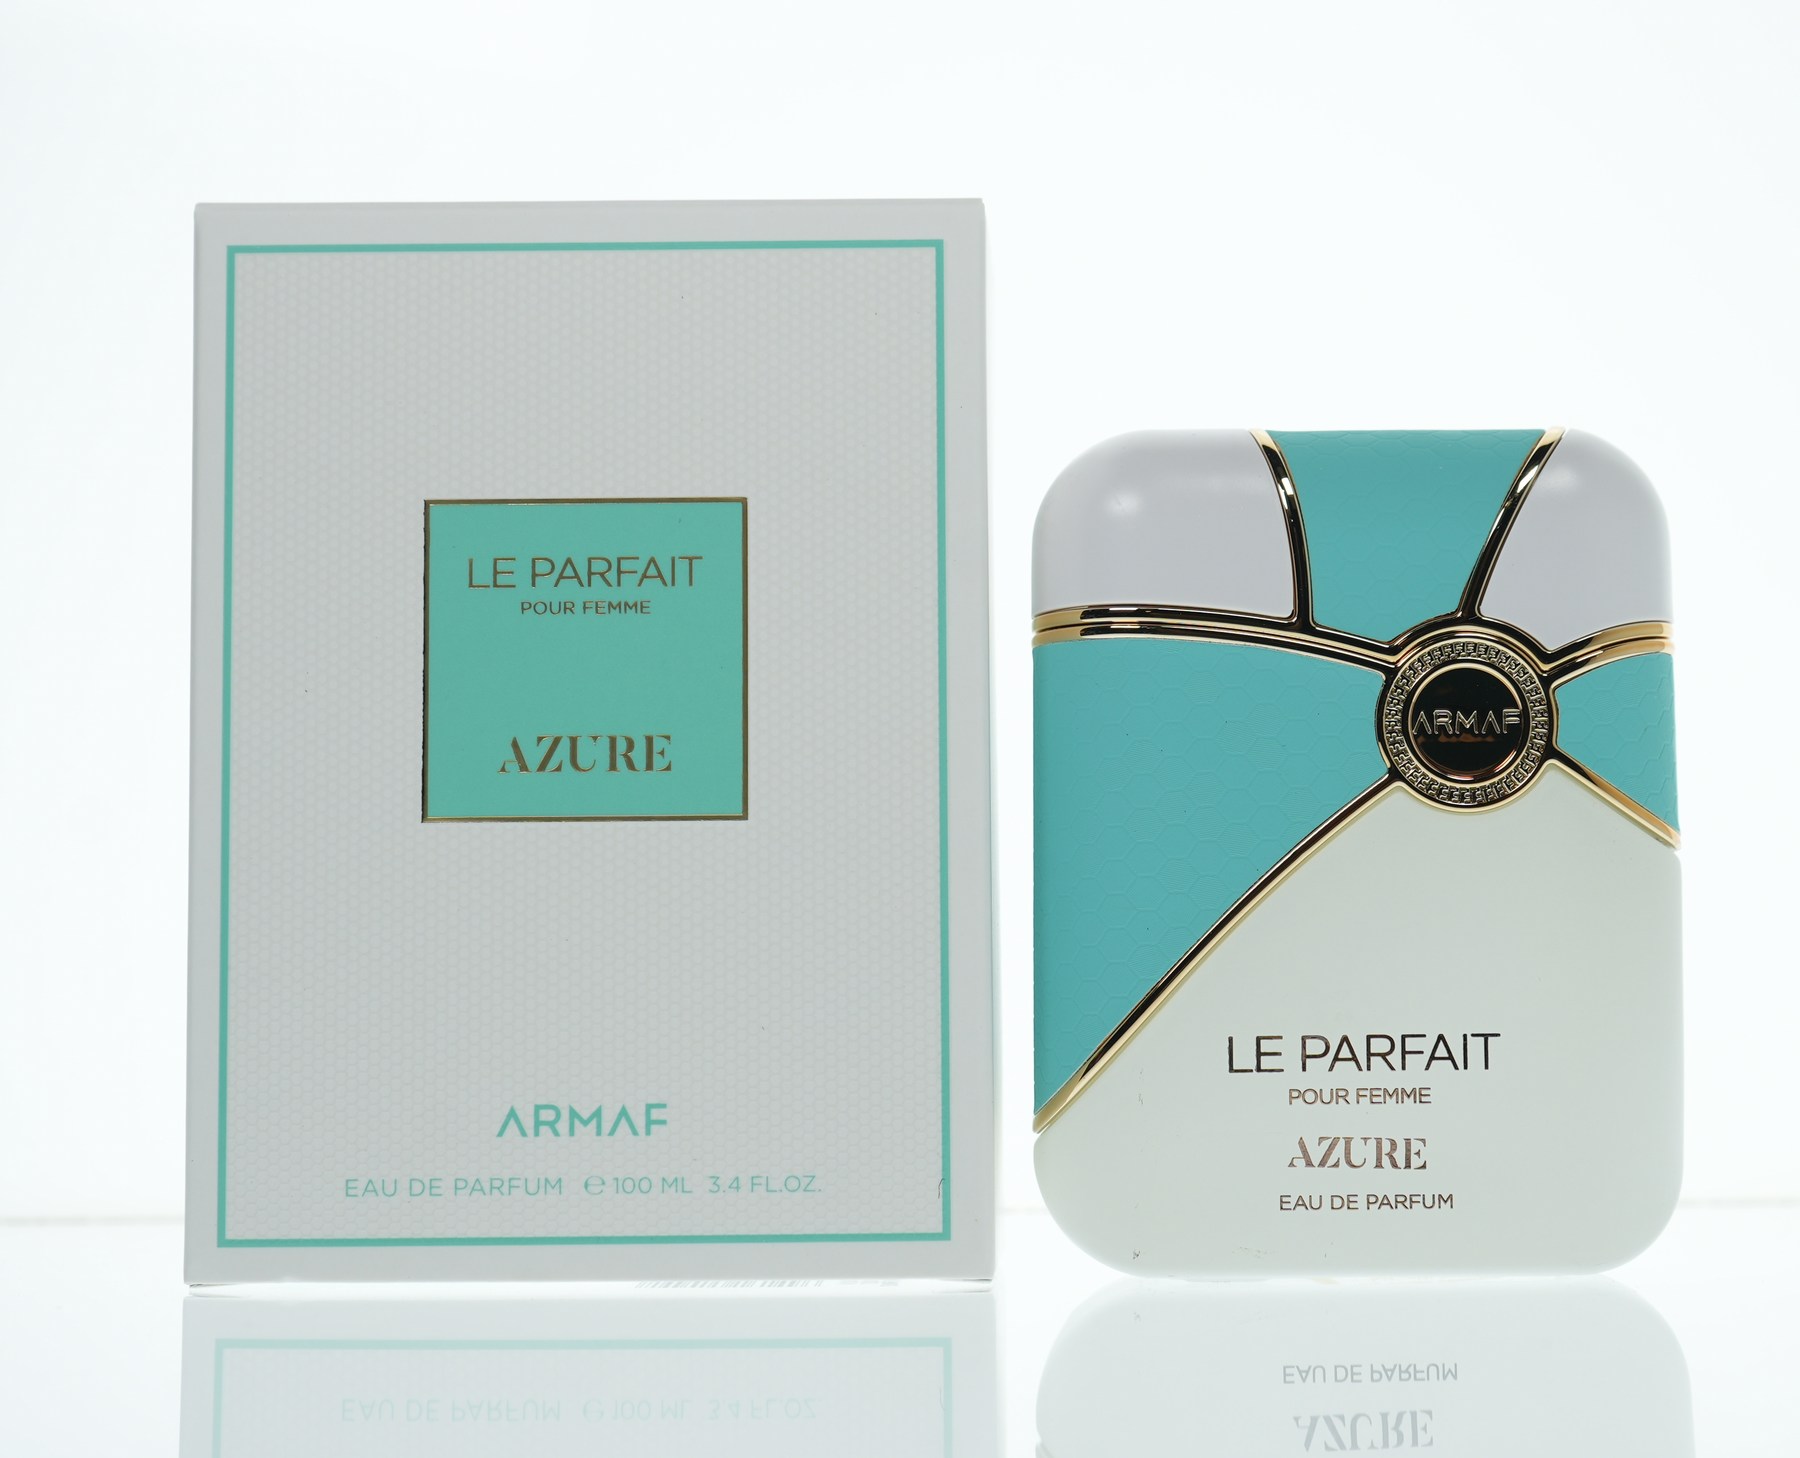 LE PARFAIT
POUR FEMME
AZURE
ARMAF
EAU DE PARFUM ℮100 ML 3.4 FL.OZ.
ARMAF
LE PARFAIT
POUR FEMME
AZURE
EAU DE PARFUM